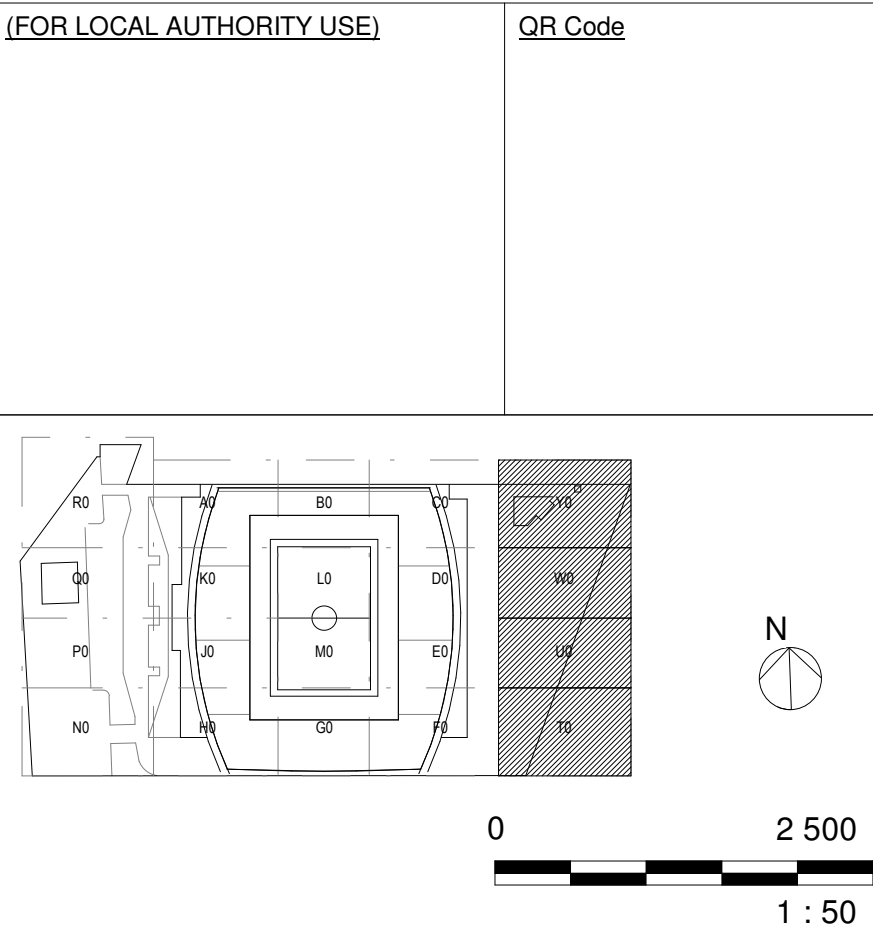 (FOR LOCAL AUTHORITY USE)
QR Code
R0 A0 B0 C0 Y0
Q0 K0 L0 D0 W0
P0 J0 M0 E0 U0
N0 H0 G0 F0 T0
N
0 2 500
1 : 50